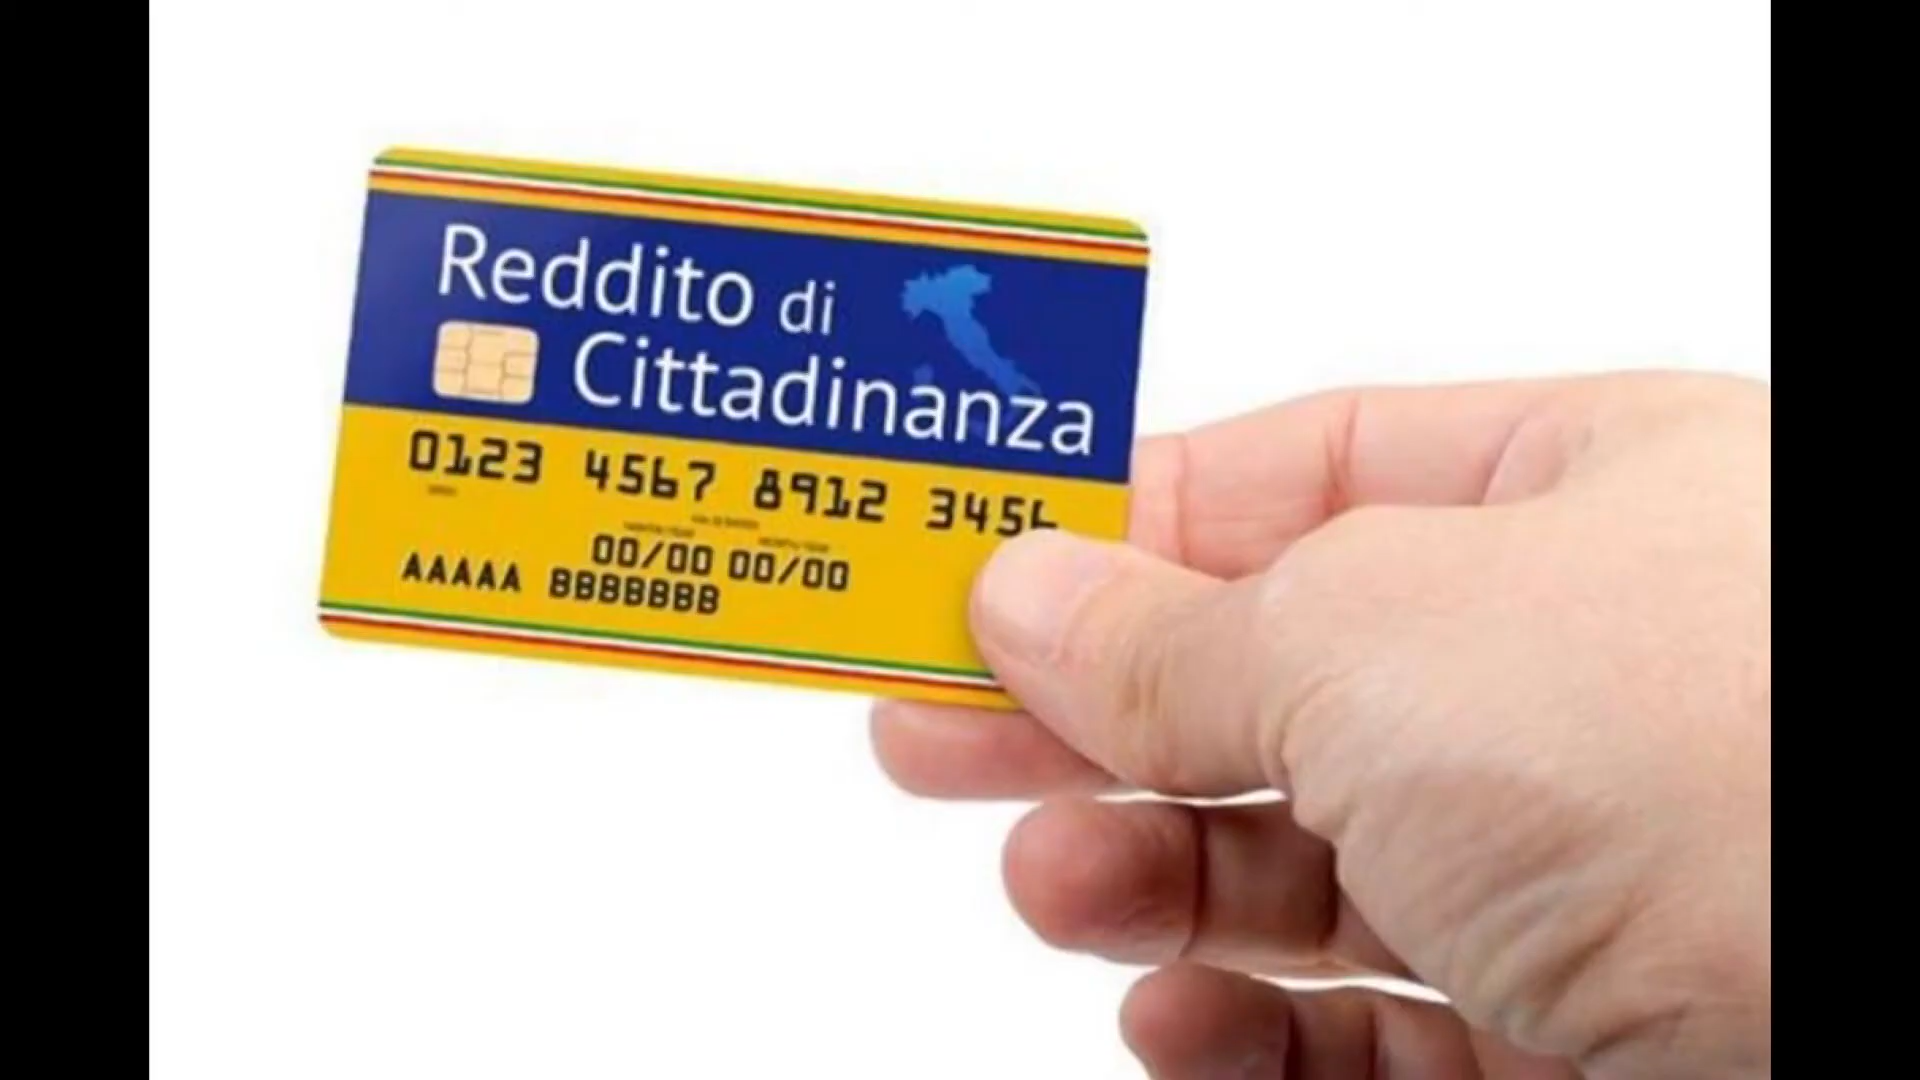 Reddito di
Cittadinanza
0123 4567 8912 3456
00/00 00/00
AAAAA BBBBBBB